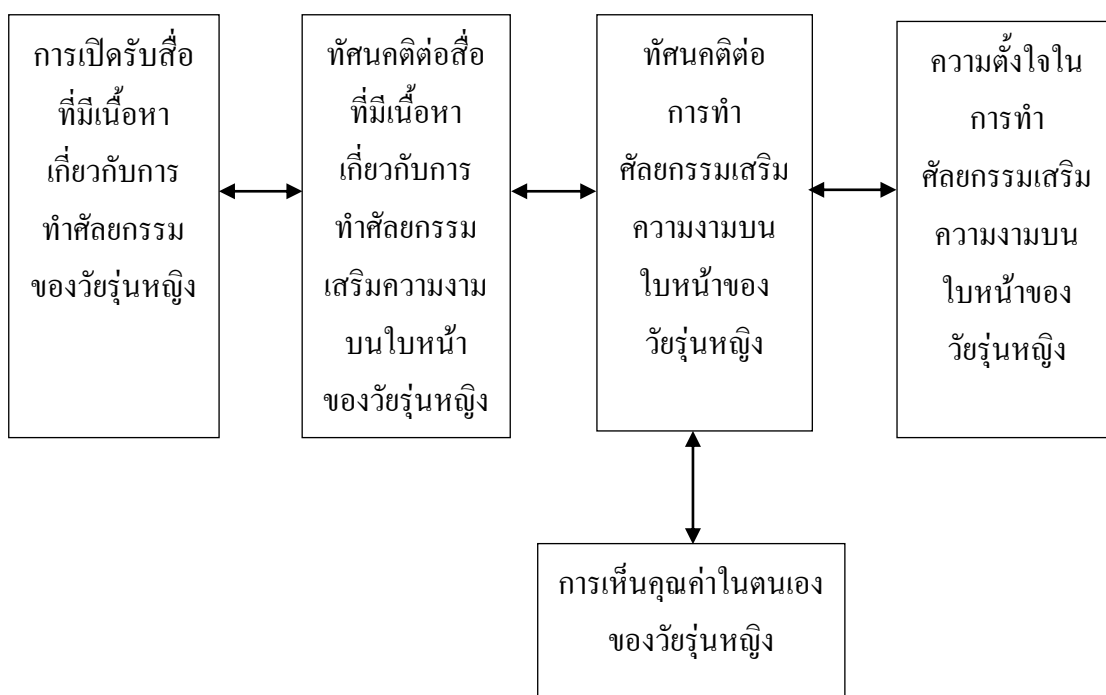 การเปิดรับสื่อ
ที่มีเนื้อหา
เกี่ยวกับการ
ทำศัลยกรรม
ของวัยรุ่นหญิง
ทัศนคติต่อสื่อ
ที่มีเนื้อหา
เกี่ยวกับการ
ทำศัลยกรรม
เสริมความงาม
บนใบหน้า
ของวัยรุ่นหญิง
ทัศนคติต่อ
การทำ
ศัลยกรรมเสริม
ความงามบน
ใบหน้าของ
วัยรุ่นหญิง
ความตั้งใจใน
การทำ
ศัลยกรรมเสริม
ความงามบน
ใบหน้าของ
วัยรุ่นหญิง
การเห็นคุณค่าในตนเอง
ของวัยรุ่นหญิง